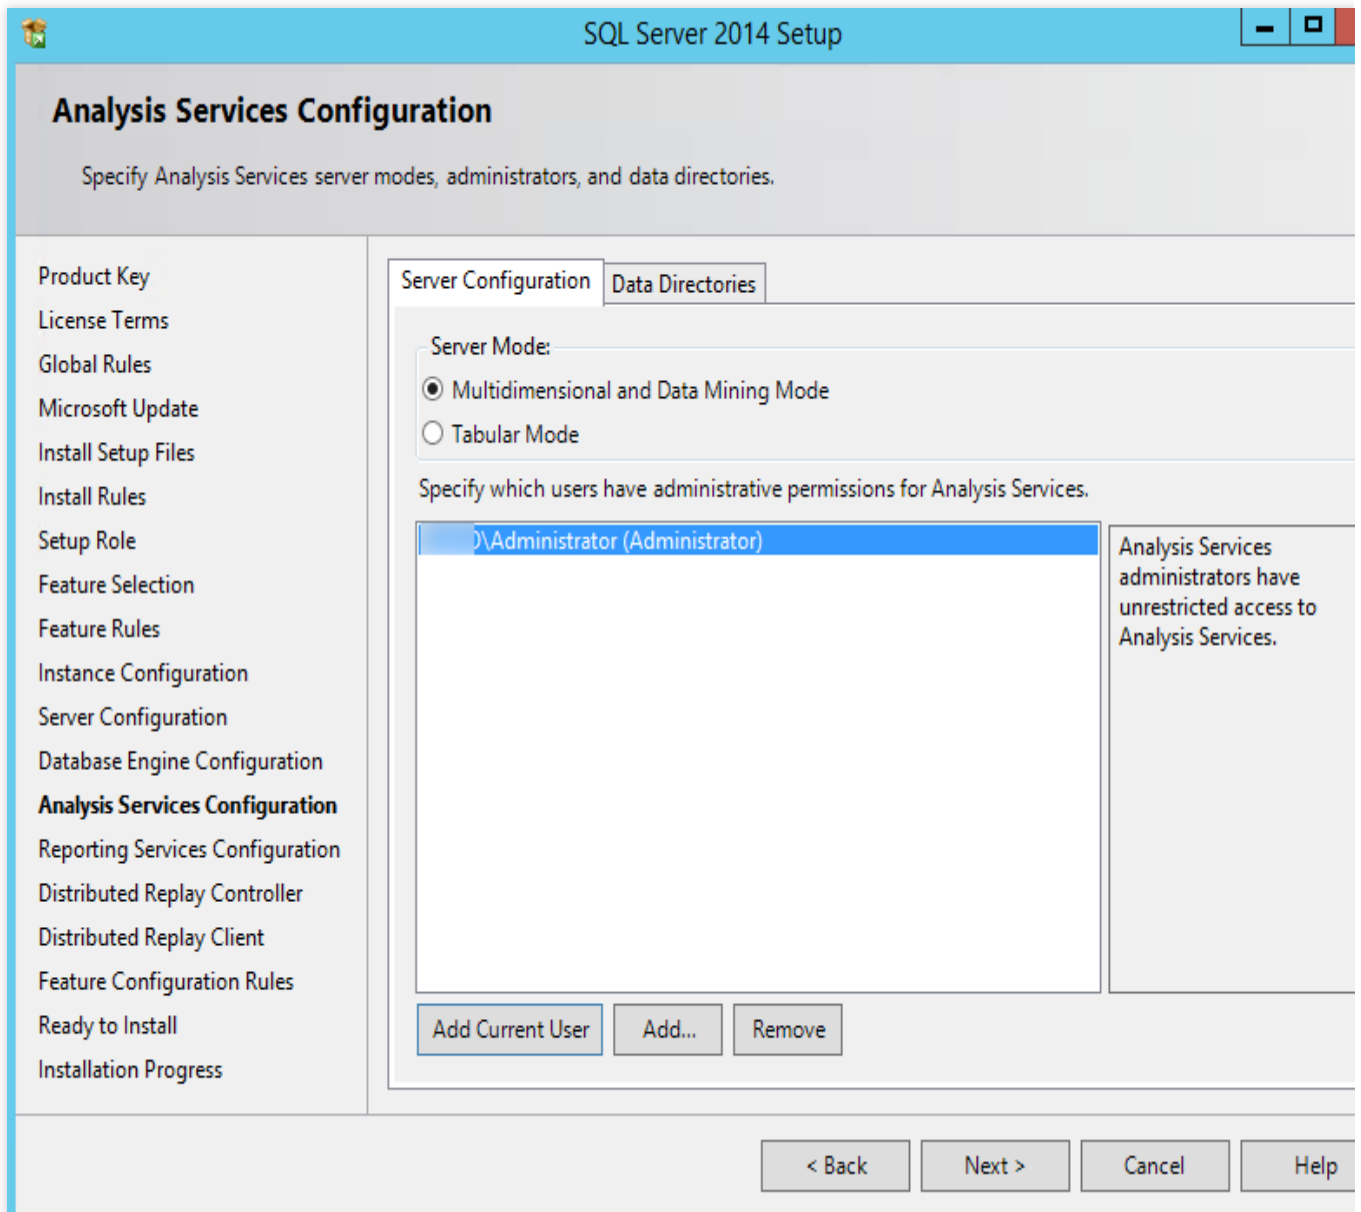 SQL Server 2014 Setup
Analysis Services Configuration
Specify Analysis Services server modes, administrators, and data directories.
Product Key
License Terms
Global Rules
Microsoft Update
Install Setup Files
Install Rules
Setup Role
Feature Selection
Feature Rules
Instance Configuration
Server Configuration
Database Engine Configuration
Analysis Services Configuration
Reporting Services Configuration
Distributed Replay Controller
Distributed Replay Client
Feature Configuration Rules
Ready to Install
Installation Progress
Server Configuration
Data Directories
Server Mode:
Multidimensional and Data Mining Mode
Tabular Mode
Specify which users have administrative permissions for Analysis Services.
\Administrator (Administrator)
Analysis Services
administrators have
unrestricted access to
Analysis Services.
Add Current User
Add...
Remove
< Back
Next >
Cancel
Help